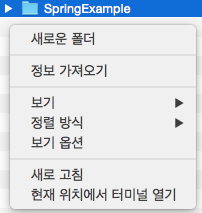 SpringExample
새로운 폴더
정보 가져오기
보기
정렬 방식
보기 옵션
새로 고침
현재 위치에서 터미널 열기